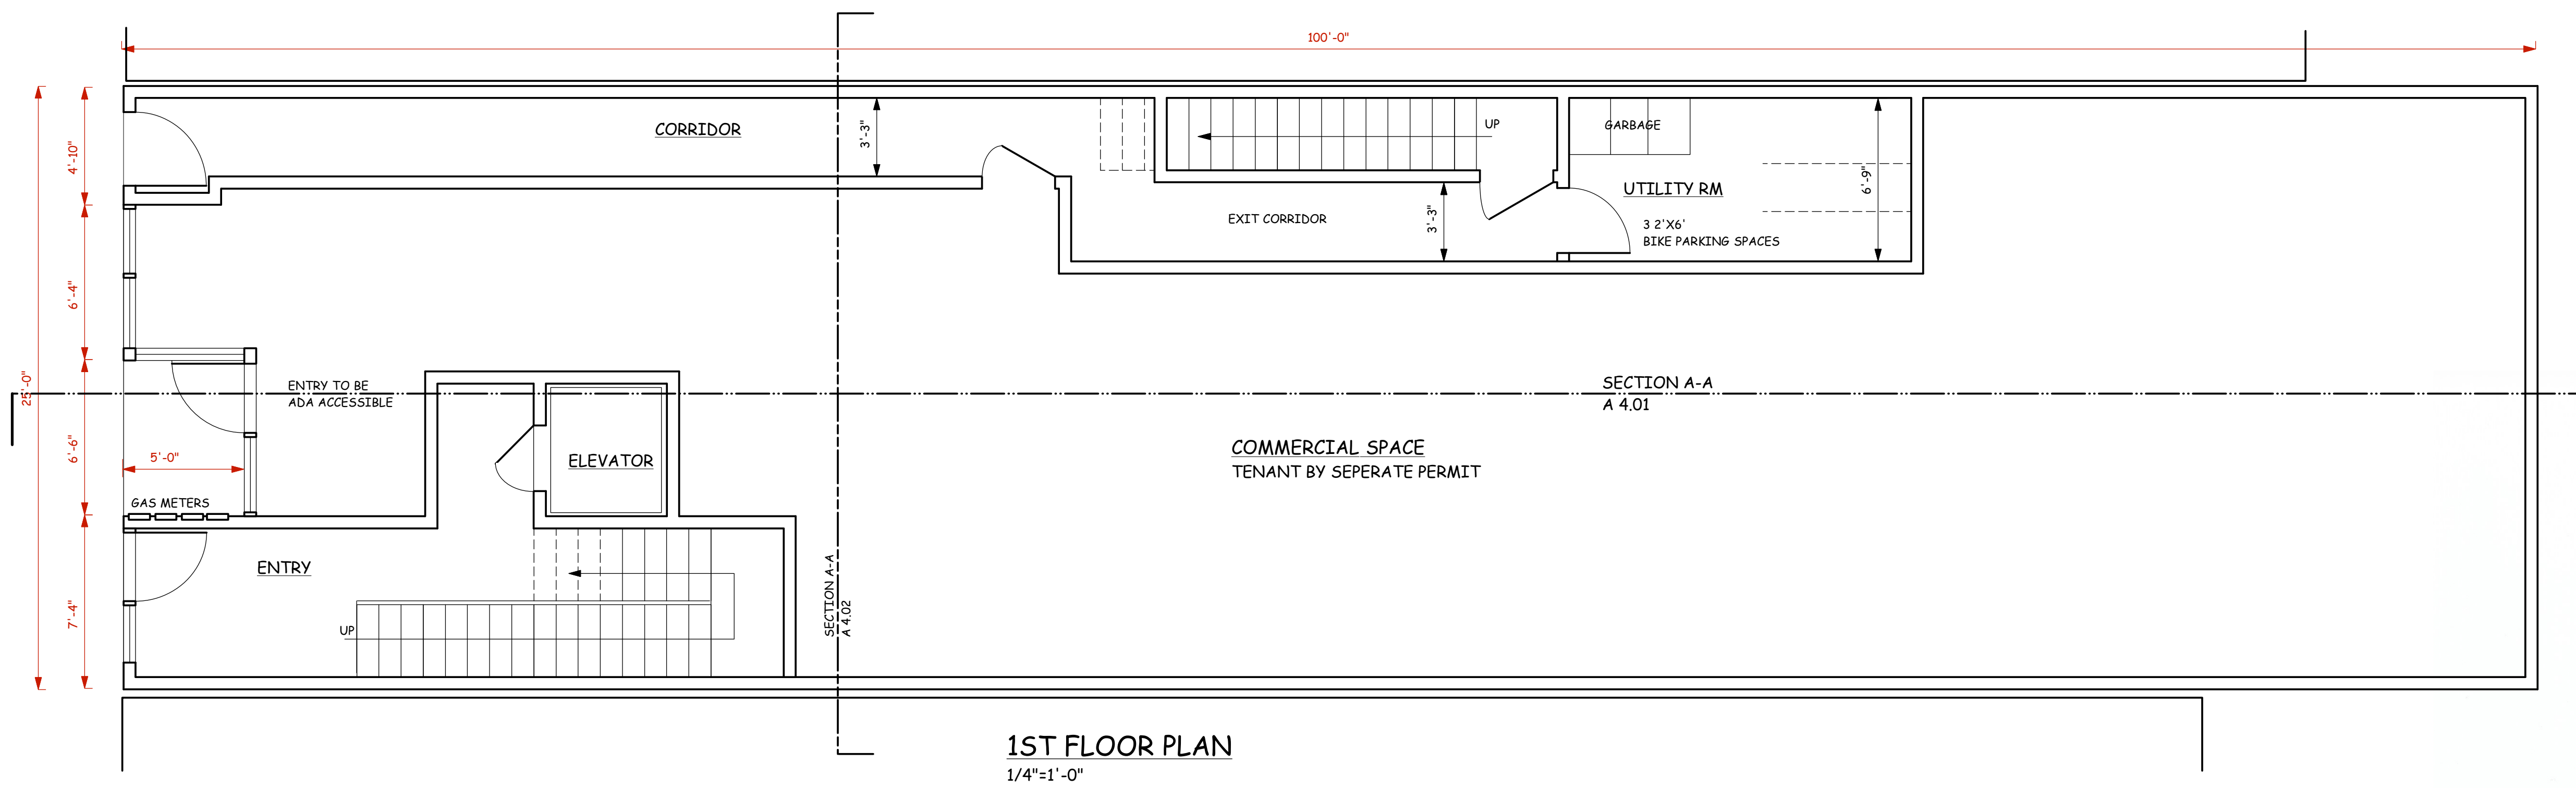 100'-0"
CORRIDOR
3'-3"
UP
GARBAGE
4'-10"
UTILITY RM
6'-9"
EXIT CORRIDOR
3'-3"
3 2'X6'
BIKE PARKING SPACES
6'-4"
25'-0"
ENTRY TO BE
ADA ACCESSIBLE
SECTION A-A
A 4.01
6'-6"
5'-0"
ELEVATOR
COMMERCIAL SPACE
TENANT BY SEPERATE PERMIT
GAS METERS
ENTRY
7'-4"
UP
SECTION A-A
A 4.02
1ST FLOOR PLAN
1/4"=1'-0"